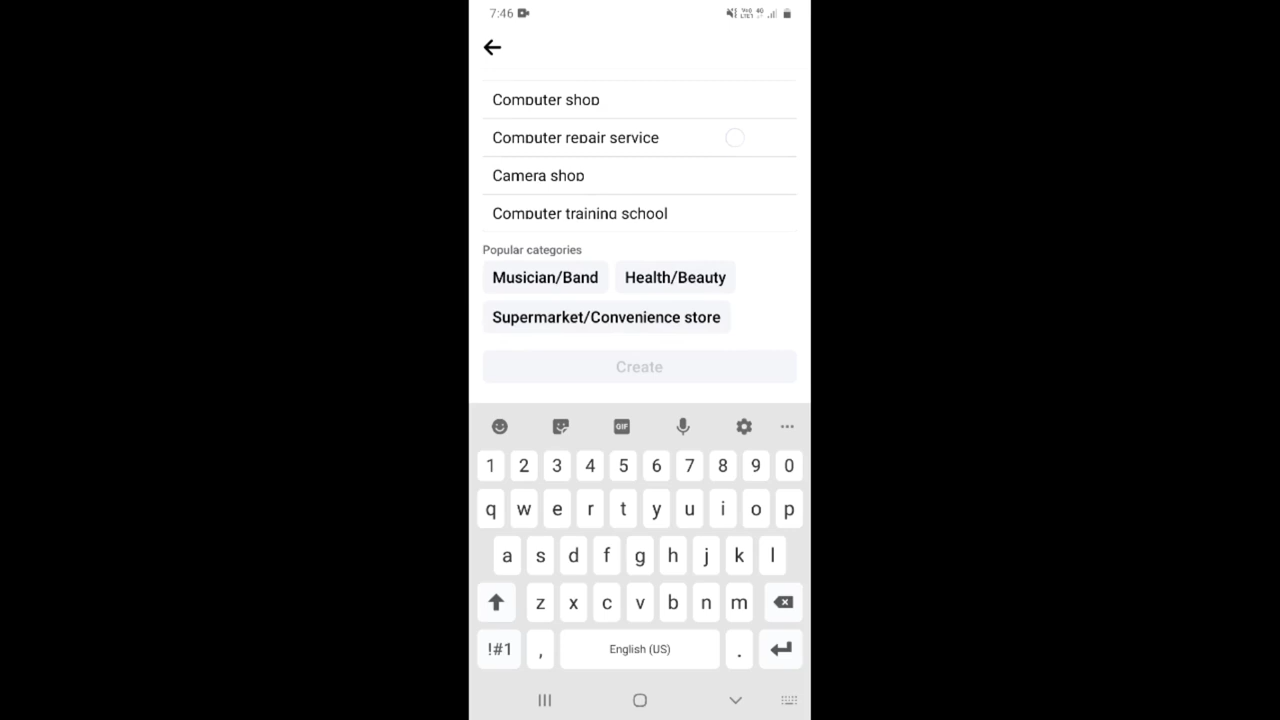 7:46
Computer shop
Computer repair service
Camera shop
Computer training school
Popular categories
Musician/Band Health/Beauty
Supermarket/Convenience store
Create
GIF
1 2 3 4 5 6 7 8 9 0
q w e r t y u i o p
a s d f g h j k l
z x c v b n m
!#1 , English (US) .